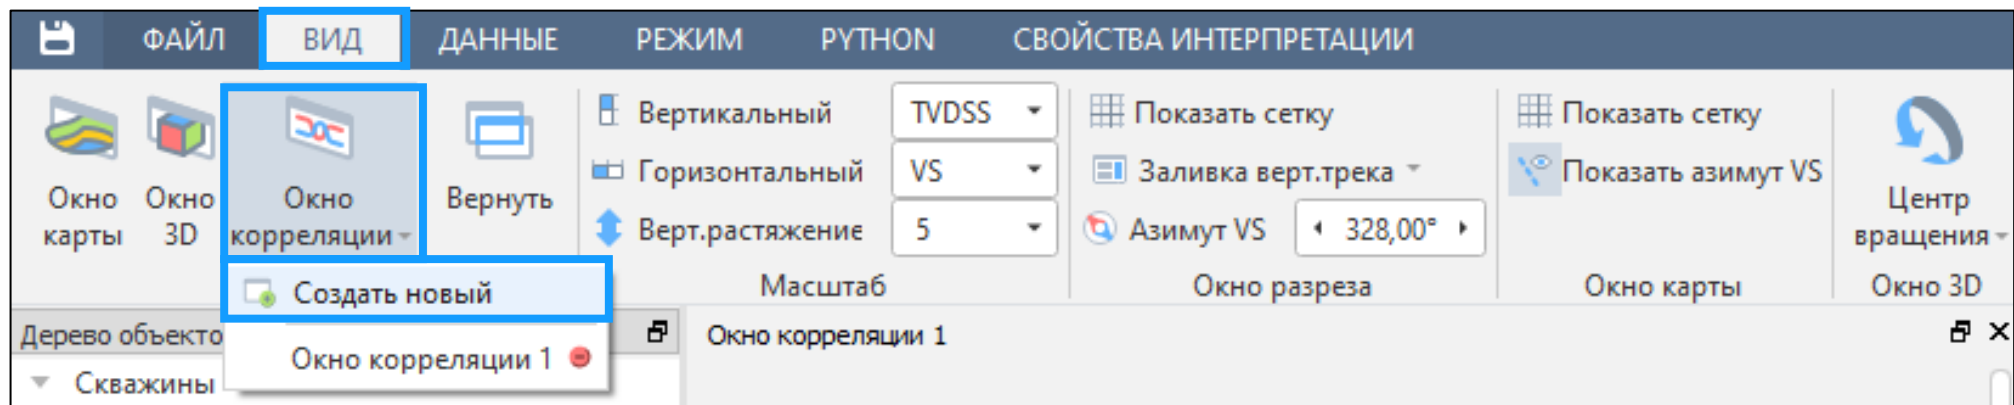 ФАЙЛ ВИД ДАННЫЕ РЕЖИМ PYTHON СВОЙСТВА ИНТЕРПРЕТАЦИИ
Окно карты
Окно 3D
Окно корреляции
Вернуть
Вертикальный TVDSS
Горизонтальный VS
Верт.растяжение 5
Масштаб
Показать сетку
Заливка верт.трека
Азимут VS 328,00°
Окно разреза
Показать сетку
Показать азимут VS
Окно карты
Центр вращения
Окно 3D
Создать новый
Окно корреляции 1
Дерево объекто
Скважины
Окно корреляции 1